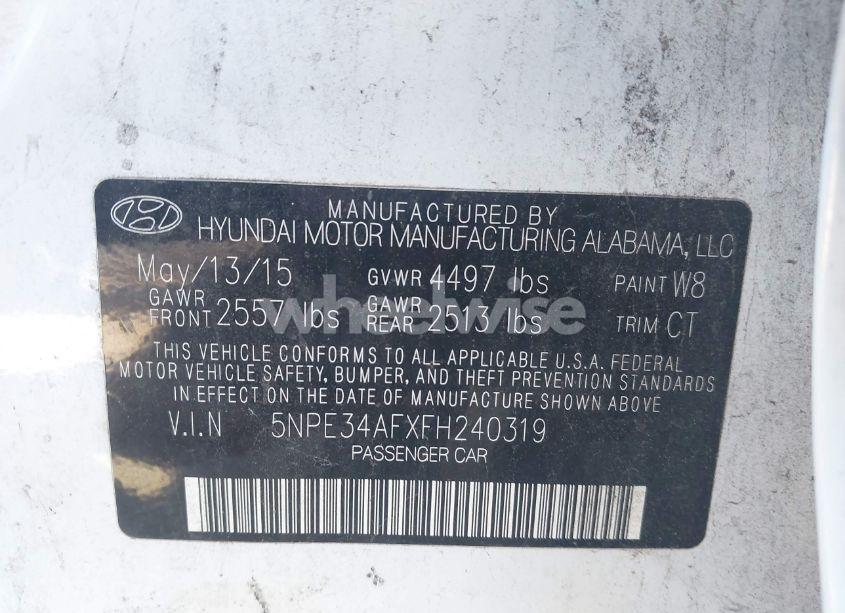 MANUFACTURED BY
HYUNDAI MOTOR MANUFACTURING ALABAMA, LLC
May/13/15 GVWR 4497 lbs PAINT W8
GAWR FRONT 2557 lbs GAWR REAR 2513 lbs TRIM CT
wheelwise
THIS VEHICLE CONFORMS TO ALL APPLICABLE U.S.A. FEDERAL
MOTOR VEHICLE SAFETY, BUMPER, AND THEFT PREVENTION STANDARDS
IN EFFECT ON THE DATE OF MANUFACTURE SHOWN ABOVE
V.I.N 5NPE34AFXFH240319
PASSENGER CAR